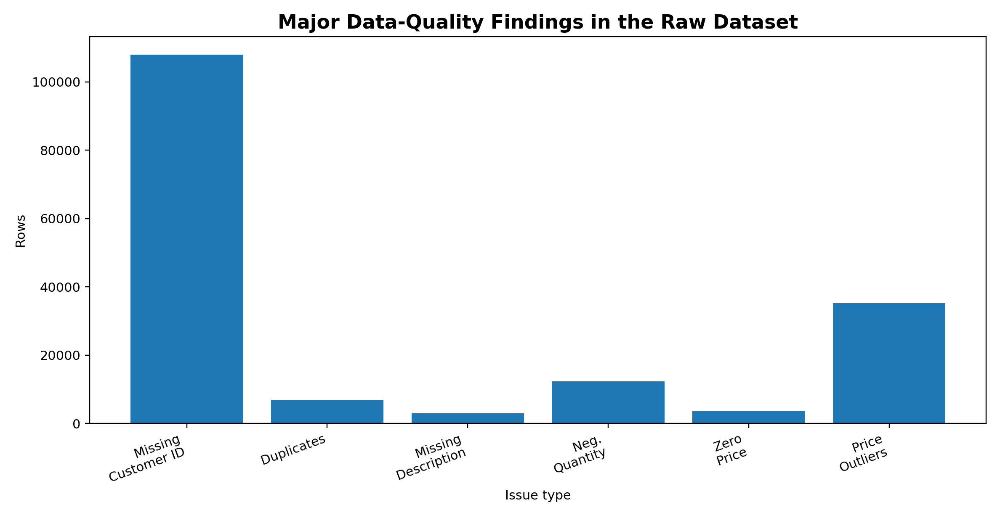 Major Data-Quality Findings in the Raw Dataset
Rows
100000
80000
60000
40000
20000
0
Missing
Customer ID
Duplicates
Missing
Description
Neg.
Quantity
Zero
Price
Price
Outliers
Issue type